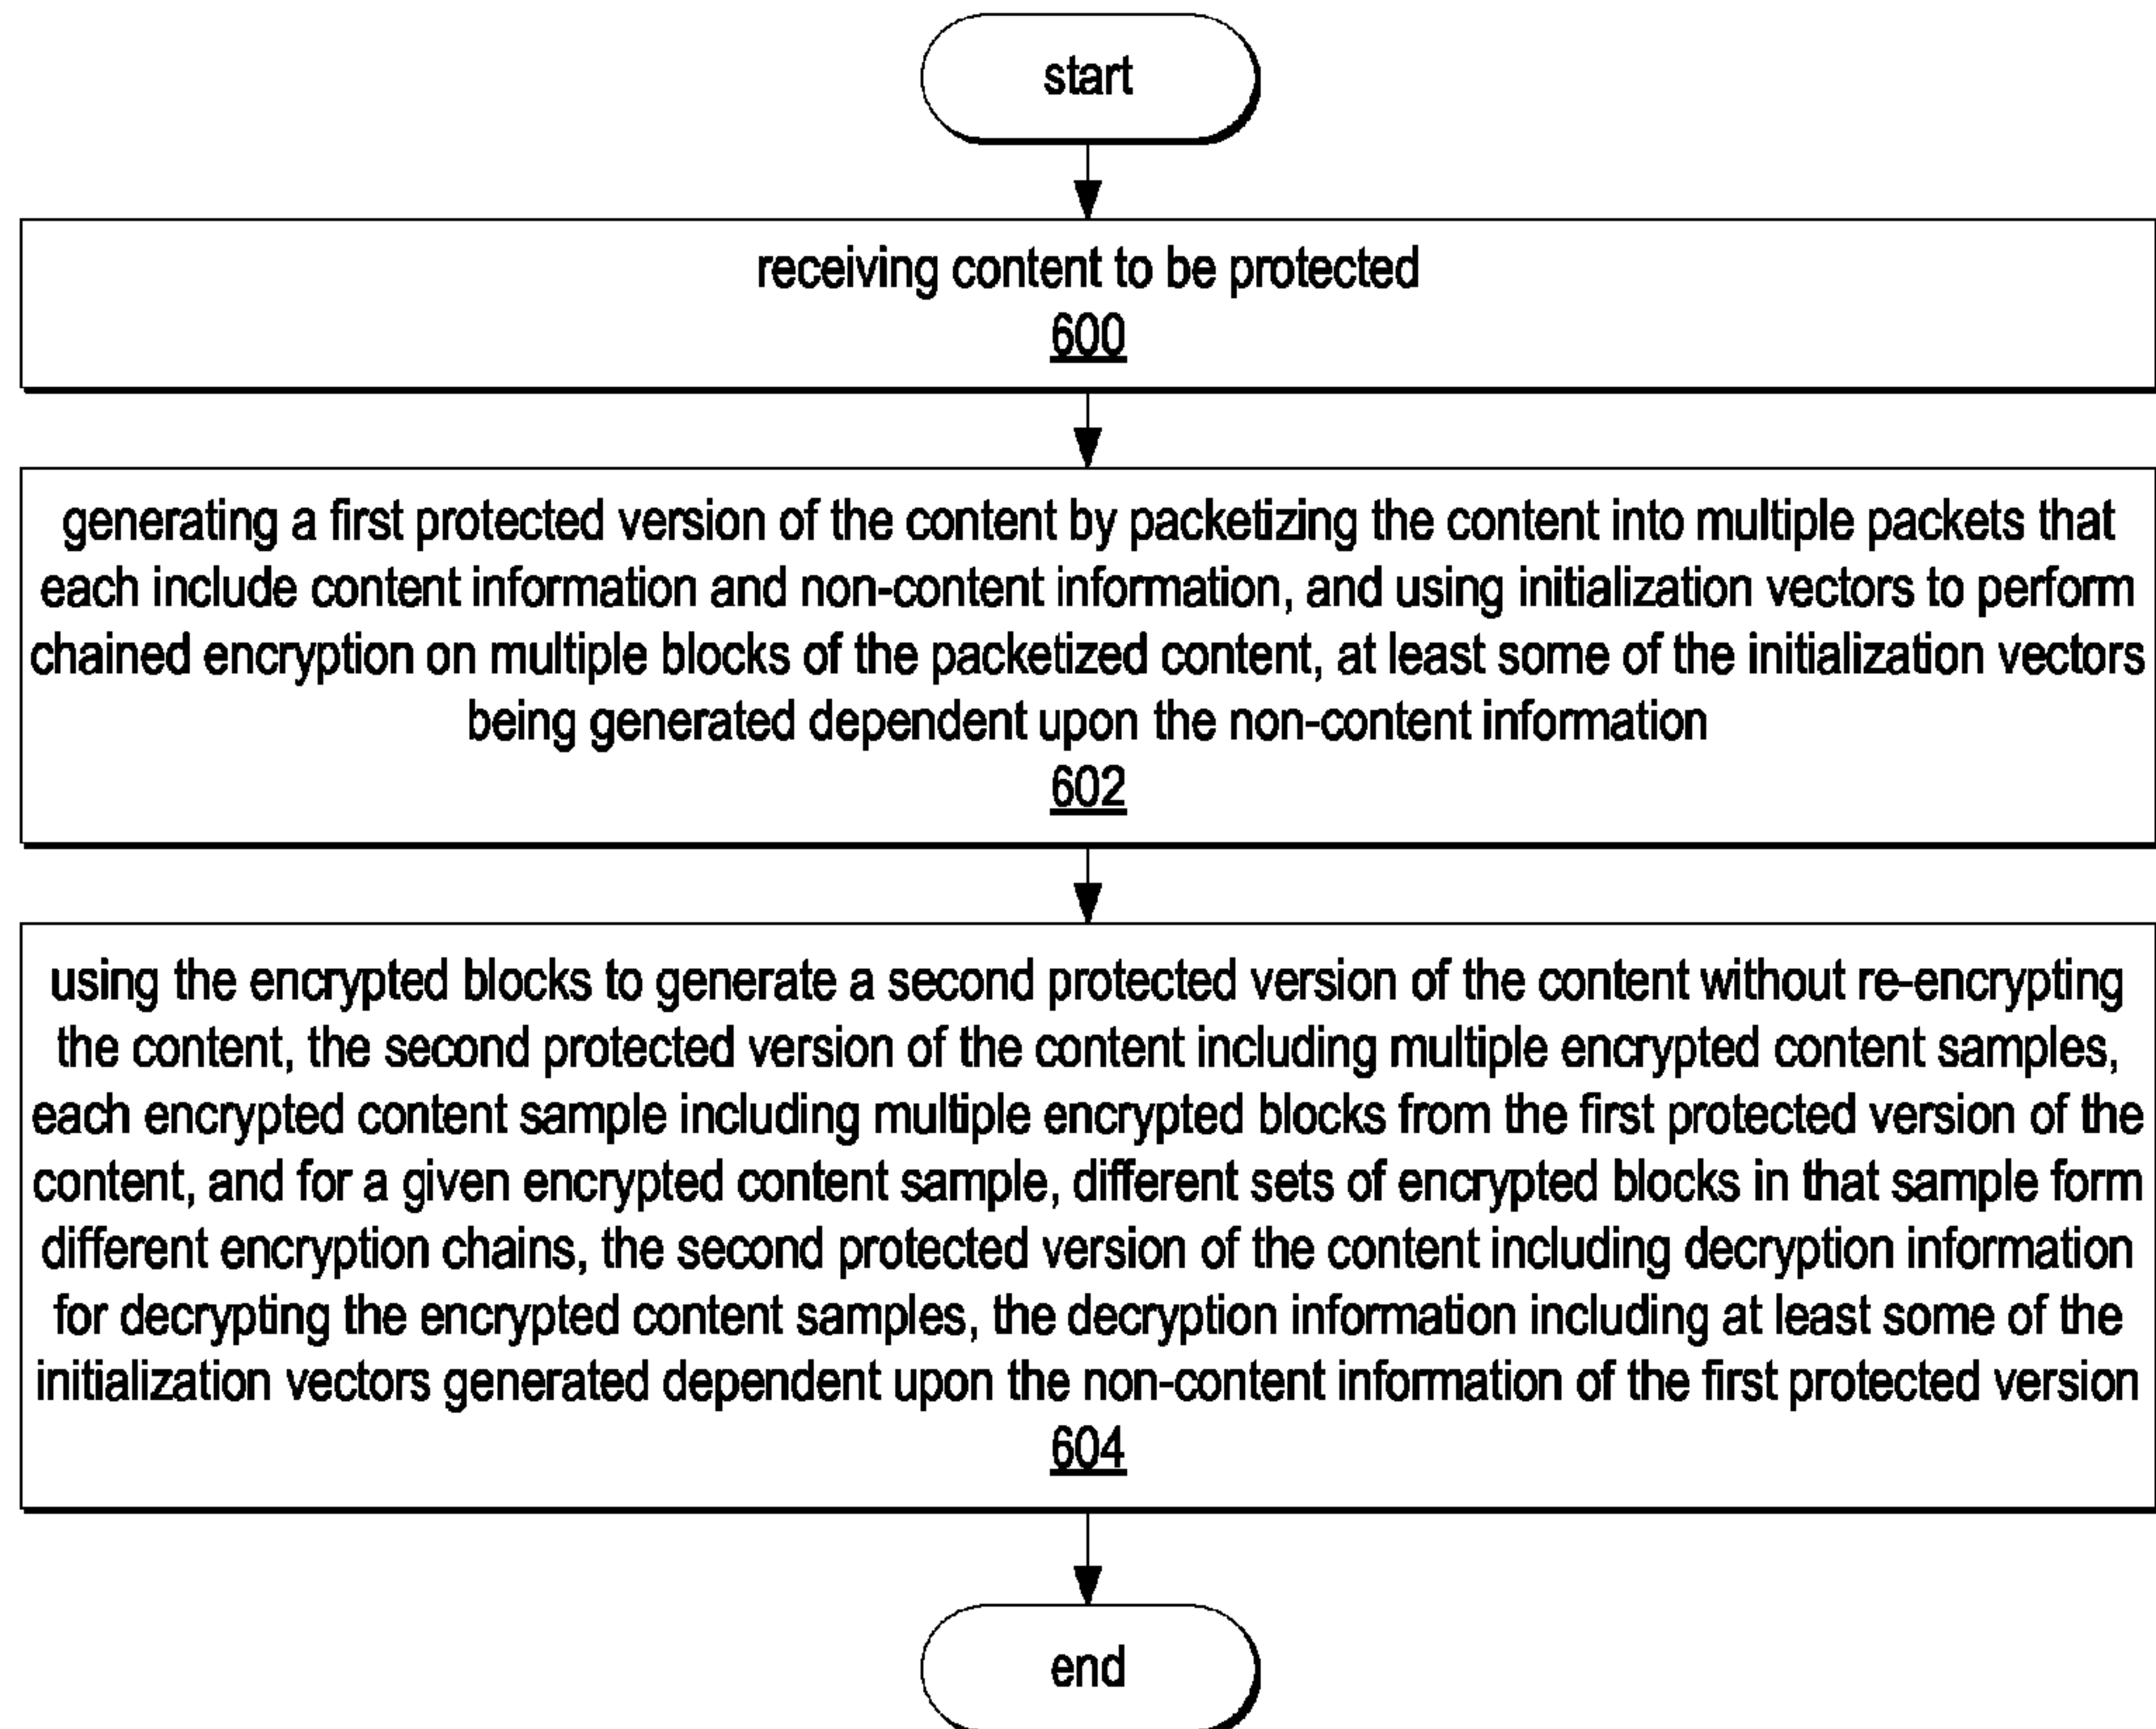 start
receiving content to be protected
600
generating a first protected version of the content by packetizing the content into multiple packets that
each include content information and non-content information, and using initialization vectors to perform
chained encryption on multiple blocks of the packetized content, at least some of the initialization vectors
being generated dependent upon the non-content information
602
using the encrypted blocks to generate a second protected version of the content without re-encrypting
the content, the second protected version of the content including multiple encrypted content samples,
each encrypted content sample including multiple encrypted blocks from the first protected version of the
content, and for a given encrypted content sample, different sets of encrypted blocks in that sample form
different encryption chains, the second protected version of the content including decryption information
for decrypting the encrypted content samples, the decryption information including at least some of the
initialization vectors generated dependent upon the non-content information of the first protected version
604
end